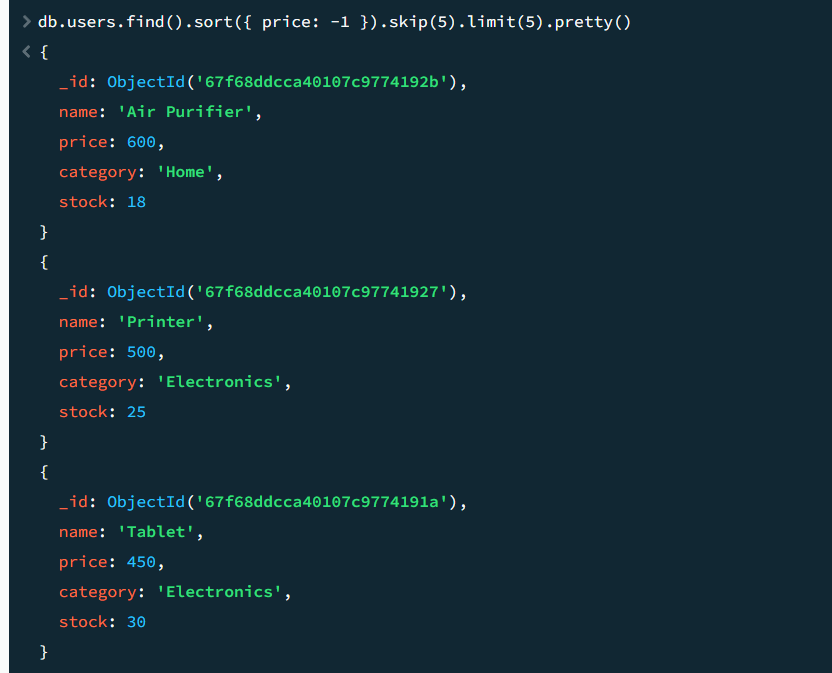 > db.users.find().sort({ price: -1 }).skip(5).limit(5).pretty()
< {
_id: ObjectId('67f68ddcca40107c9774192b'),
name: 'Air Purifier',
price: 600,
category: 'Home',
stock: 18
}
{
_id: ObjectId('67f68ddcca40107c97741927'),
name: 'Printer',
price: 500,
category: 'Electronics',
stock: 25
}
{
_id: ObjectId('67f68ddcca40107c9774191a'),
name: 'Tablet',
price: 450,
category: 'Electronics',
stock: 30
}